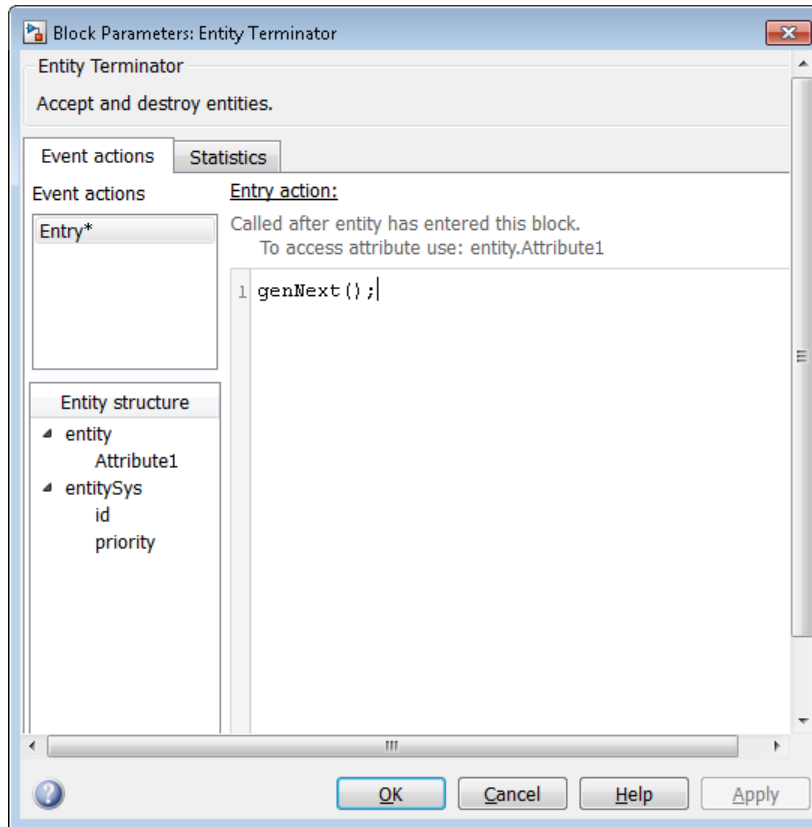 Block Parameters: Entity Terminator
Entity Terminator
Accept and destroy entities.
Event actions
Statistics
Event actions
Entry*
Entry action:
Called after entity has entered this block.
To access attribute use: entity.Attribute1
1 genNext();
Entity structure
entity
Attribute1
entitySys
id
priority
OK
Cancel
Help
Apply